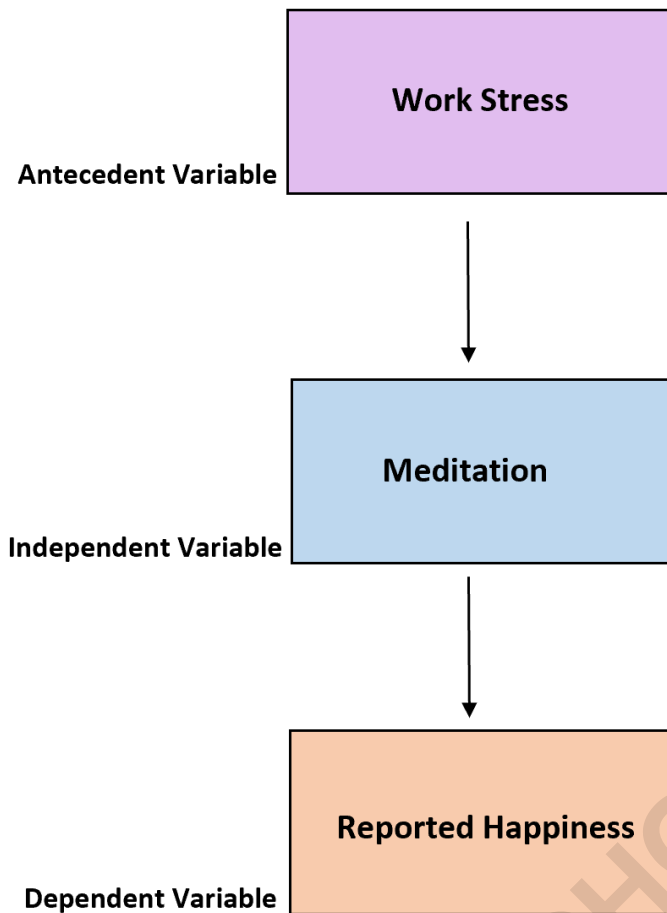 Work Stress
Antecedent Variable
Meditation
Independent Variable
Reported Happiness
Dependent Variable